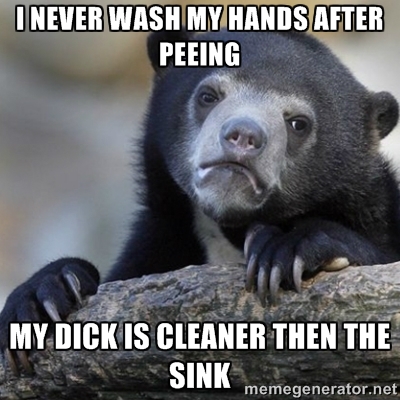 I NEVER WASH MY HANDS AFTER
PEEING
MY DICK IS CLEANER THEN THE
SINK
memegenerator.net